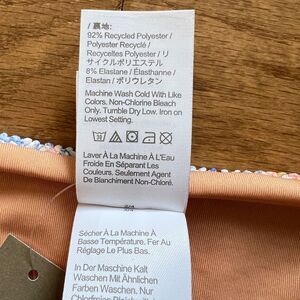 / 裏地:
92% Recycled Polyester /
Polyester Recyclé /
Recycelles Polyester / リ
サイクルポリエステル
8% Elastane / Élasthanne /
Elastan / ポリウレタン
Machine Wash Cold With Like
Colors. Non-Chlorine Bleach
Only. Tumble Dry Low. Iron on
Lowest Setting.
Laver À La Machine À L'Eau
Froide En Séparant Les
Couleurs. Seulement Agent
De Blanchiment Non-Chloré.
Sécher À La Machine À
Basse Température. Fer Au
Réglage Le Plus Bas.
In Der Maschine Kalt
Waschen Mit Ähnlichen
Farben Waschen. Nur
Chlorfreien